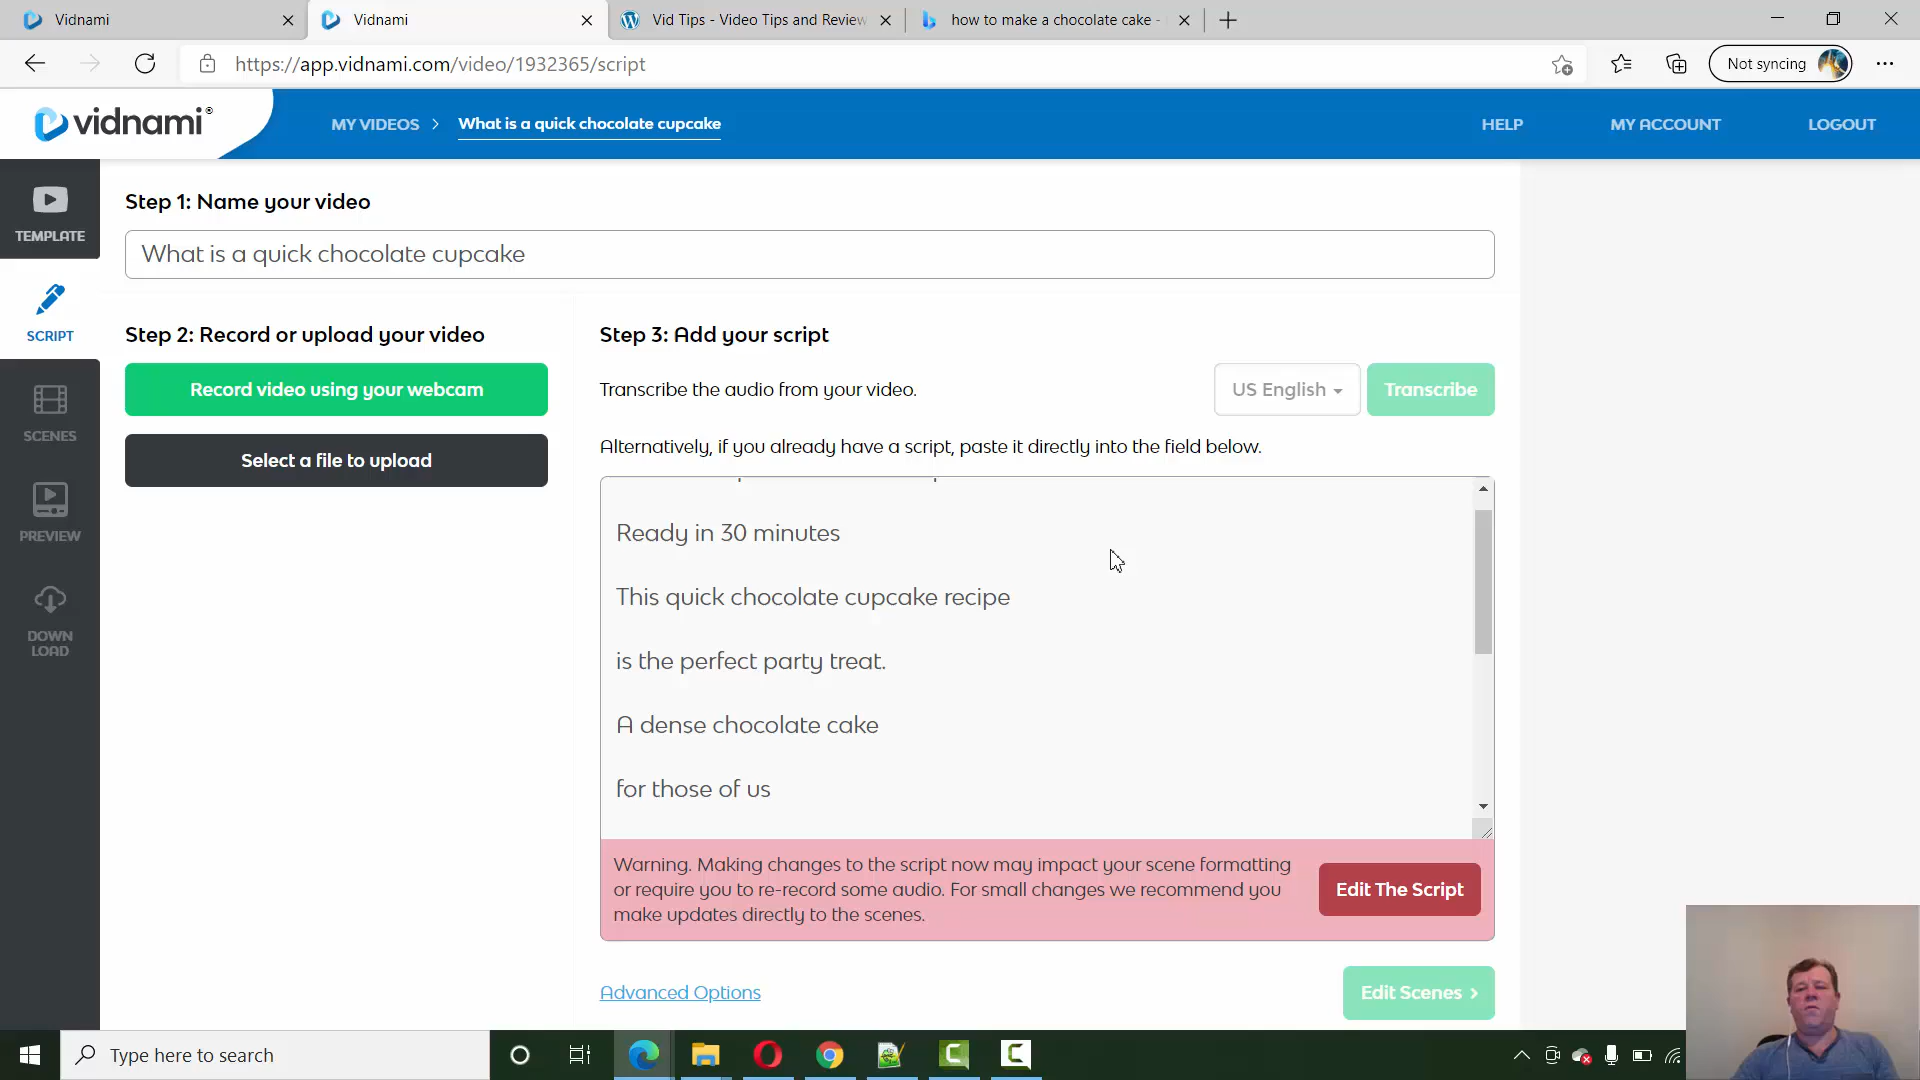 Vidnami
Vidnami
Vid Tips - Video Tips and Review
how to make a chocolate cake -
https://app.vidnami.com/video/1932365/script
Not syncing
vidnami®
MY VIDEOS
What is a quick chocolate cupcake
HELP
MY ACCOUNT
LOGOUT
TEMPLATE
SCRIPT
SCENES
PREVIEW
DOWN
LOAD
Step 1: Name your video
What is a quick chocolate cupcake
Step 2: Record or upload your video
Record video using your webcam
Select a file to upload
Step 3: Add your script
Transcribe the audio from your video.
US English
Transcribe
Alternatively, if you already have a script, paste it directly into the field below.
Ready in 30 minutes
This quick chocolate cupcake recipe
is the perfect party treat.
A dense chocolate cake
for those of us
Warning. Making changes to the script now may impact your scene formatting
or require you to re-record some audio. For small changes we recommend you
make updates directly to the scenes.
Edit The Script
Advanced Options
Edit Scenes
Type here to search